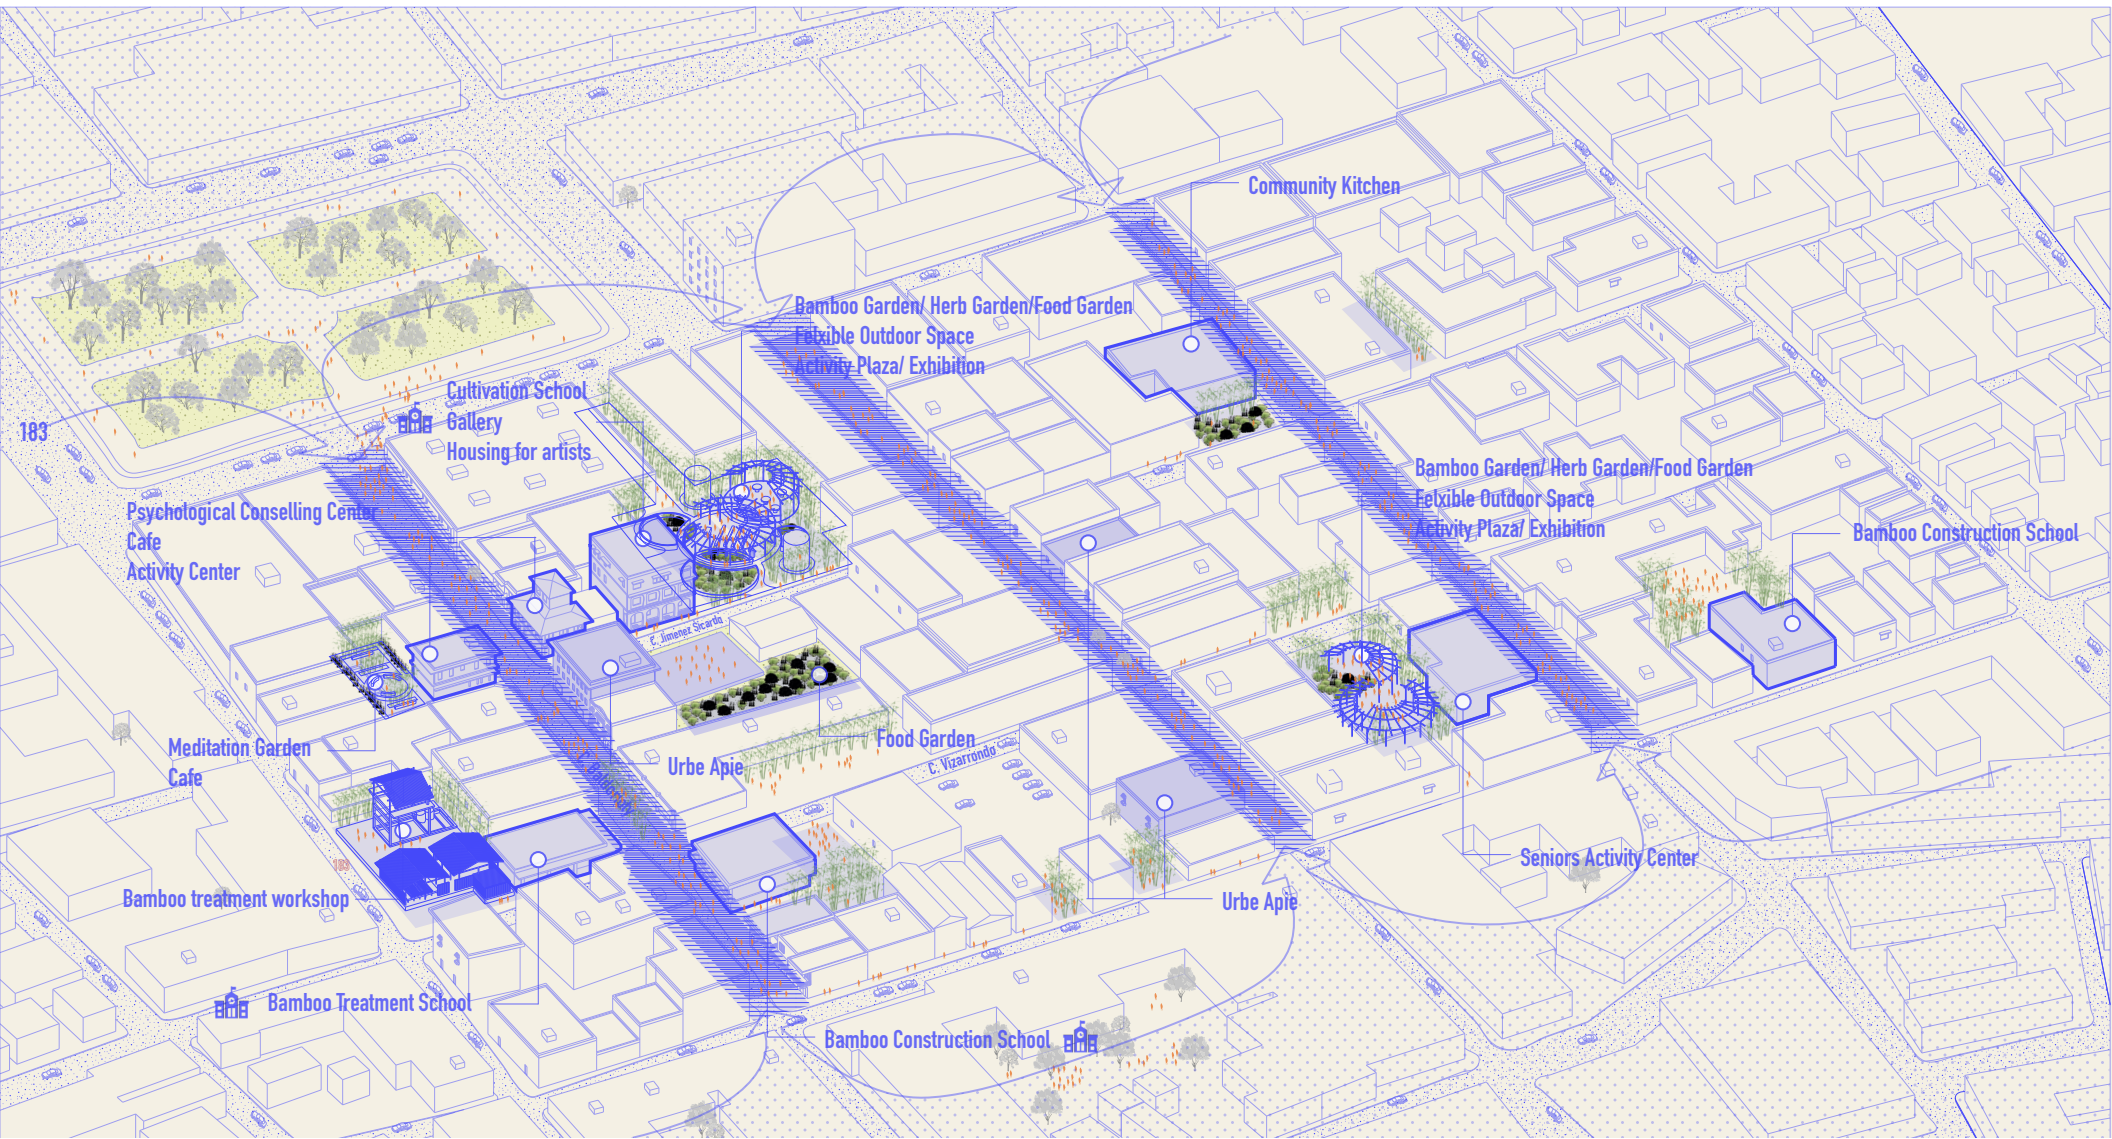 Community Kitchen
Bamboo Garden/ Herb Garden/Food Garden
Felxible Outdoor Space
Activity Plaza/ Exhibition
Cultivation School
Gallery
Housing for artists
183
Bamboo Garden/ Herb Garden/Food Garden
Felxible Outdoor Space
Activity Plaza/ Exhibition
Psychological Conselling Center
Cafe
Activity Center
Bamboo Construction School
C. Jimenez Sicardo
Meditation Garden
Cafe
Food Garden
C. Vizarrondo
Urbe Apie
183
Seniors Activity Center
Bamboo treatment workshop
Urbe Apie
Bamboo Treatment School
Bamboo Construction School